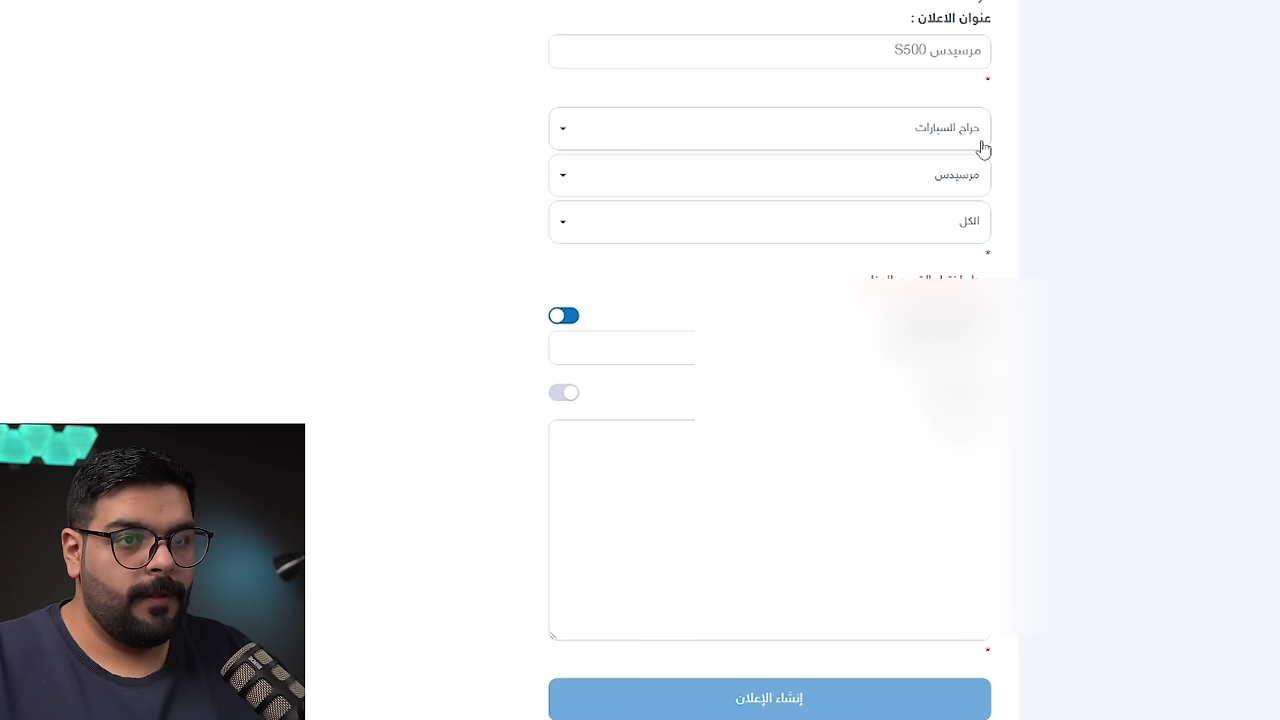 عنوان الاعلان :
مرسيدس S500
*
حراج السيارات
مرسيدس
الكل
*
*
إنشاء الإعلان